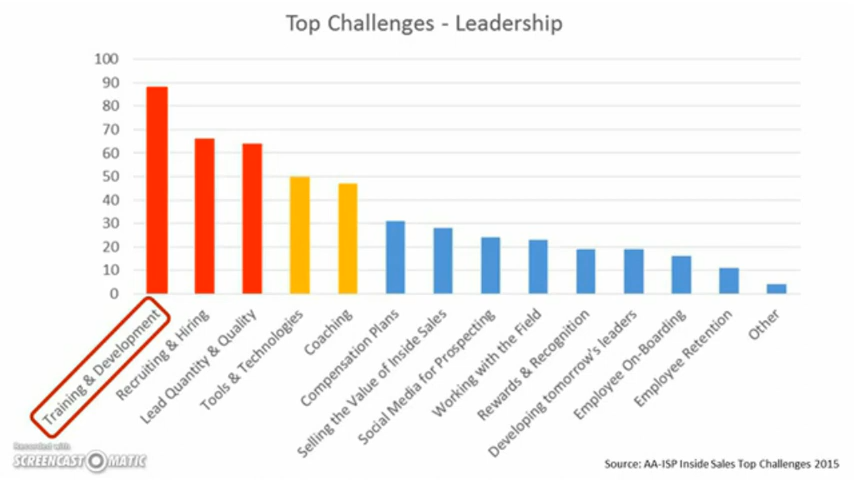 Top Challenges - Leadership
100
90
80
70
60
50
40
30
20
10
0
Training & Development
Recruiting & Hiring
Lead Quantity & Quality
Tools & Technologies
Coaching
Compensation Plans
Selling the Value of Inside Sales
Social Media for Prospecting
Working with the Field
Rewards & Recognition
Developing tomorrow's leaders
Employee On-Boarding
Employee Retention
Other
Recorded with
SCREENCAST-O-MATIC
Source: AA-ISP Inside Sales Top Challenges 2015